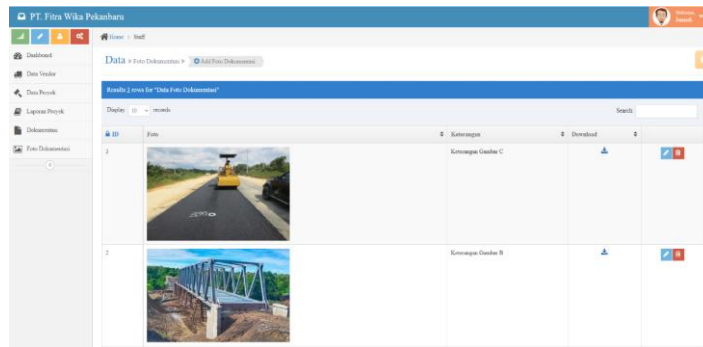 PT. Fitra Wika Pekanbaru
Welcome,
Home > Staff
Dashboard
Data Vendor
Data Proyek
Laporan Proyek
Dokumentasi
Foto Dokumentasi
Data » Foto Dokumentasi » Add Foto Dokumentasi
Results 3 rows for "Data Foto Dokumentasi"
Display 10 records
Search:
ID Foto Keterangan Download
Keterangan Gambar C
2 Keterangan Gambar B